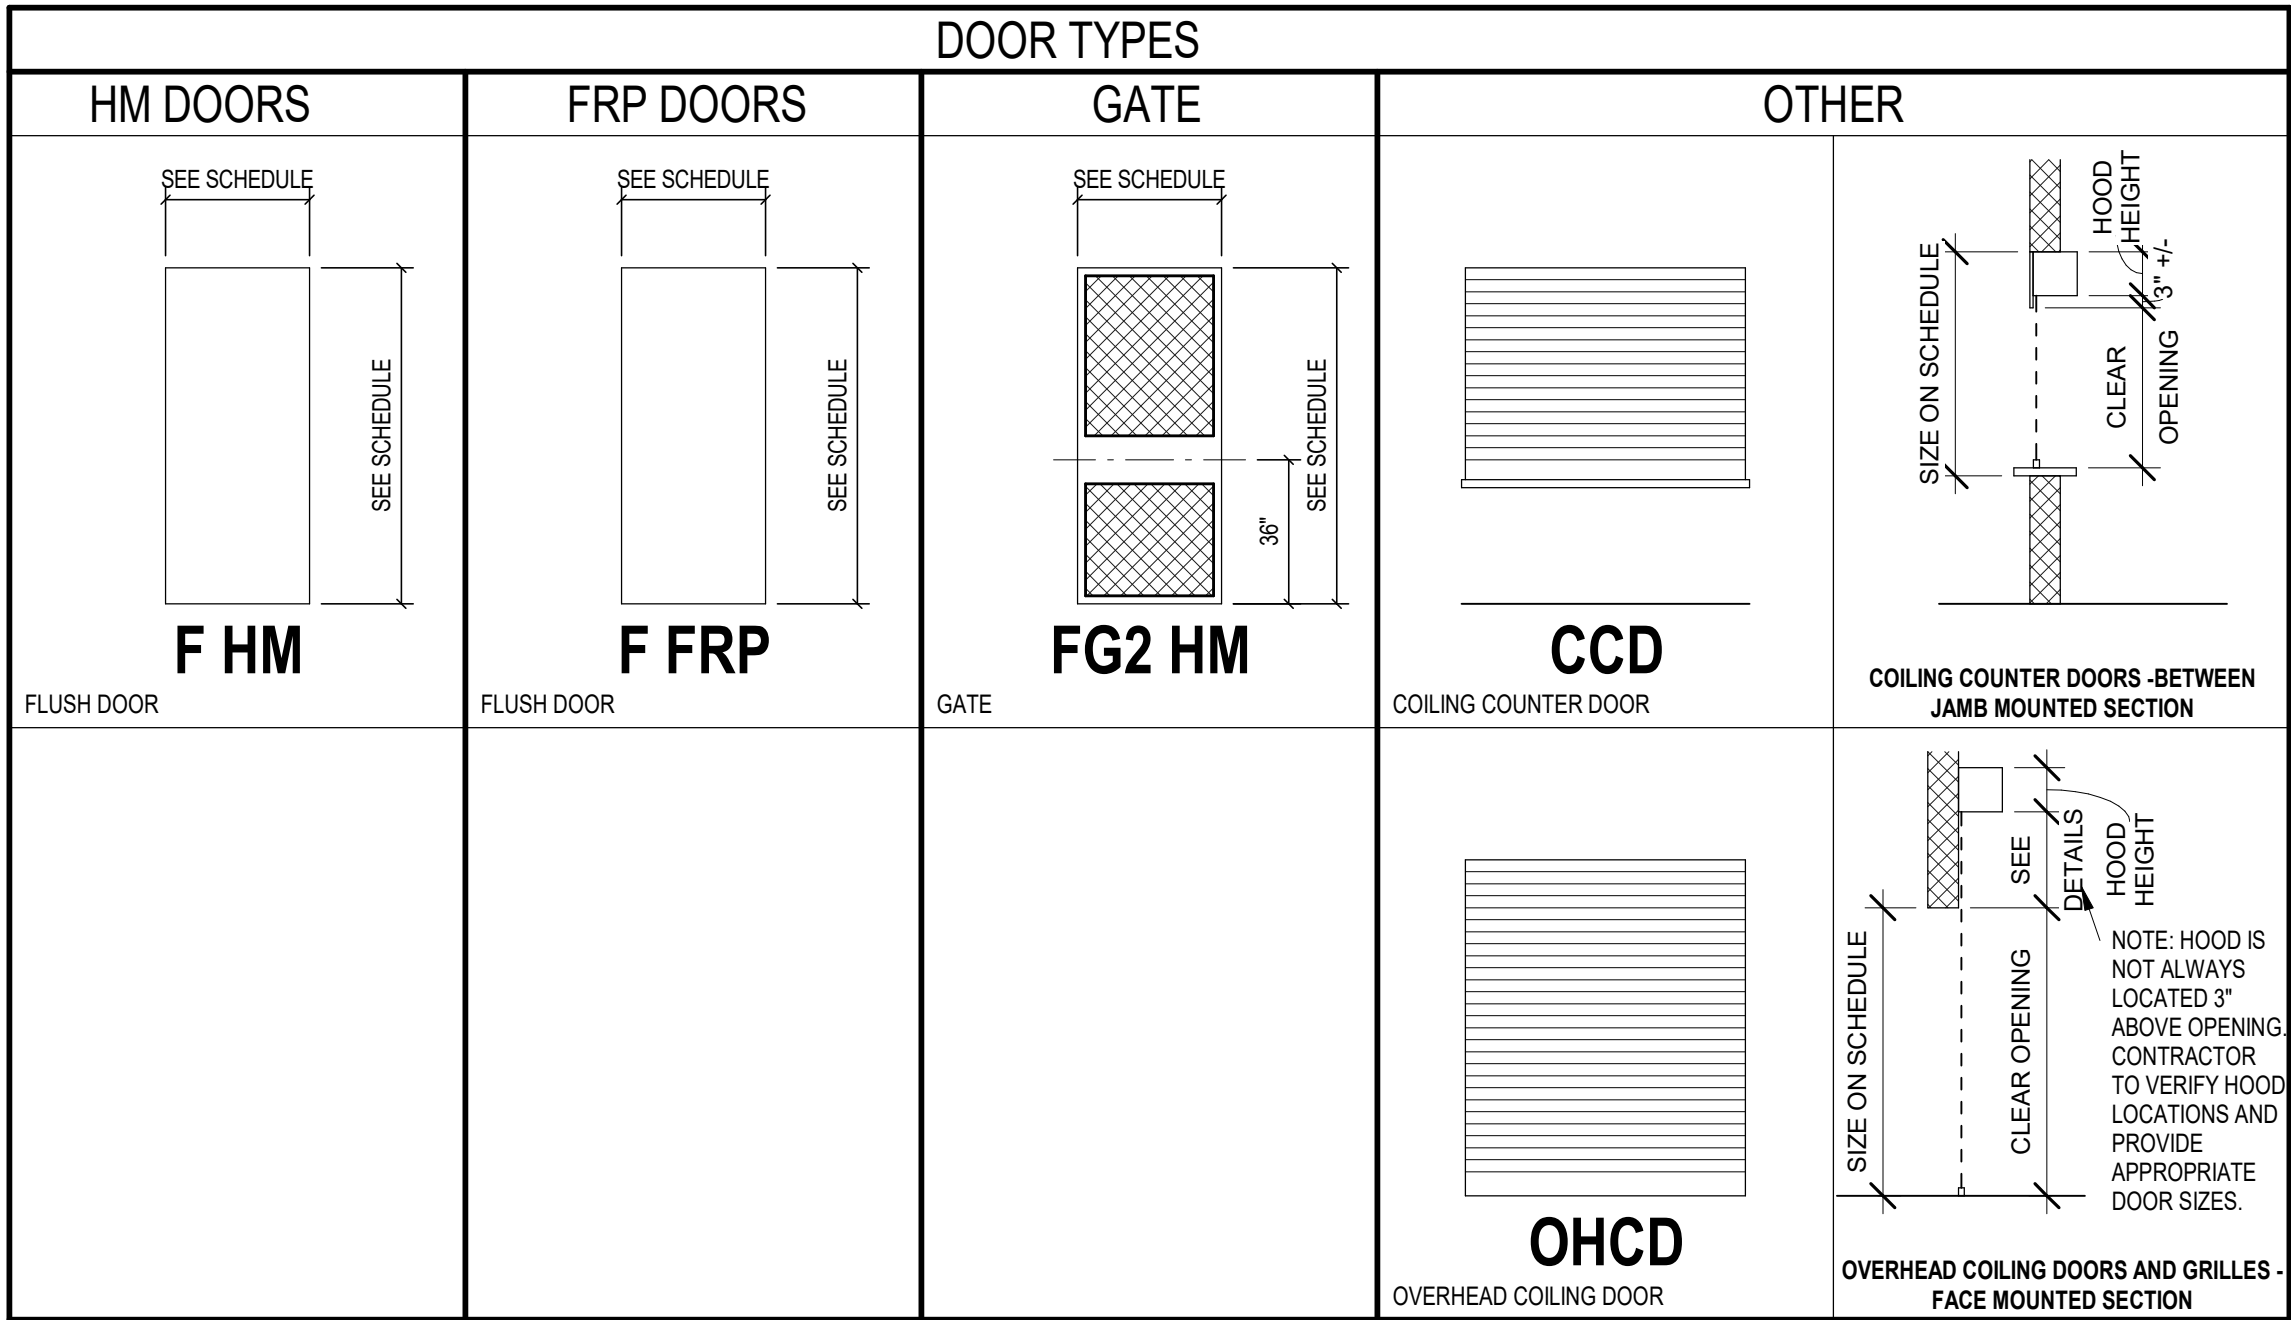 DOOR TYPES
HM DOORS
FRP DOORS
GATE
OTHER
SEE SCHEDULE
SEE SCHEDULE
F HM
FLUSH DOOR
SEE SCHEDULE
SEE SCHEDULE
F FRP
FLUSH DOOR
SEE SCHEDULE
SEE SCHEDULE
36"
FG2 HM
GATE
CCD
COILING COUNTER DOOR
SIZE ON SCHEDULE
HOOD
HEIGHT
3" +/-
CLEAR
OPENING
COILING COUNTER DOORS -BETWEEN
JAMB MOUNTED SECTION
OHCD
OVERHEAD COILING DOOR
SIZE ON SCHEDULE
SEE
DETAILS
HOOD
HEIGHT
CLEAR OPENING
NOTE: HOOD IS
NOT ALWAYS
LOCATED 3"
ABOVE OPENING.
CONTRACTOR
TO VERIFY HOOD
LOCATIONS AND
PROVIDE
APPROPRIATE
DOOR SIZES.
OVERHEAD COILING DOORS AND GRILLES -
FACE MOUNTED SECTION